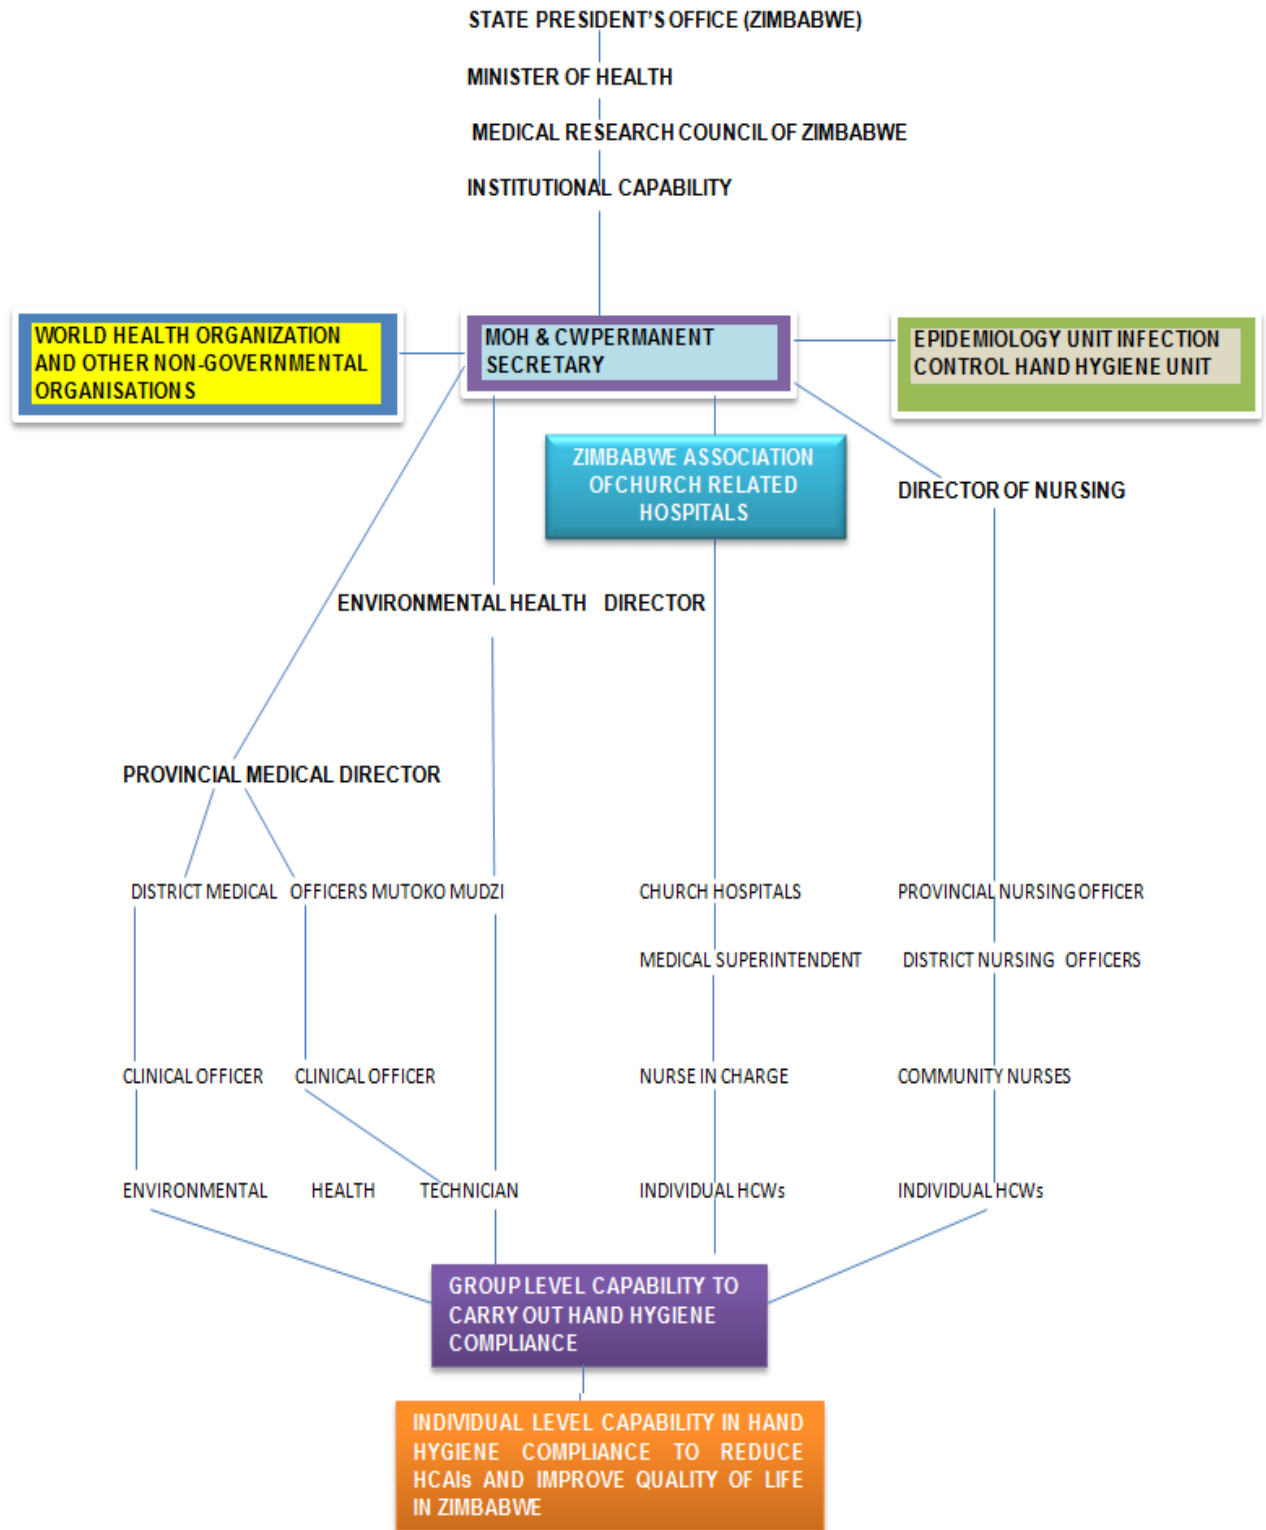 STATE PRESIDENT'S OFFICE (ZIMBABWE)
MINISTER OF HEALTH
MEDICAL RESEARCH COUNCIL OF ZIMBABWE
INSTITUTIONAL CAPABILITY
WORLD HEALTH ORGANIZATION
AND OTHER NON-GOVERNMENTAL
ORGANISATIONS
MOH & CWPERMANENT
SECRETARY
EPIDEMIOLOGY UNIT INFECTION
CONTROL HAND HYGIENE UNIT
ZIMBABWE ASSOCIATION
OFCHURCH RELATED
HOSPITALS
DIRECTOR OF NURSING
ENVIRONMENTAL HEALTH DIRECTOR
PROVINCIAL MEDICAL DIRECTOR
DISTRICT MEDICAL OFFICERS MUTOKO MUDZI
CHURCH HOSPITALS
PROVINCIAL NURSING OFFICER
MEDICAL SUPERINTENDENT
DISTRICT NURSING OFFICERS
CLINICAL OFFICER
CLINICAL OFFICER
NURSE IN CHARGE
COMMUNITY NURSES
ENVIRONMENTAL HEALTH TECHNICIAN
INDIVIDUAL HCWs
INDIVIDUAL HCWs
GROUP LEVEL CAPABILITY TO
CARRY OUT HAND HYGIENE
COMPLIANCE
INDIVIDUAL LEVEL CAPABILITY IN HAND
HYGIENE COMPLIANCE TO REDUCE
HCAIs AND IMPROVE QUALITY OF LIFE
IN ZIMBABWE